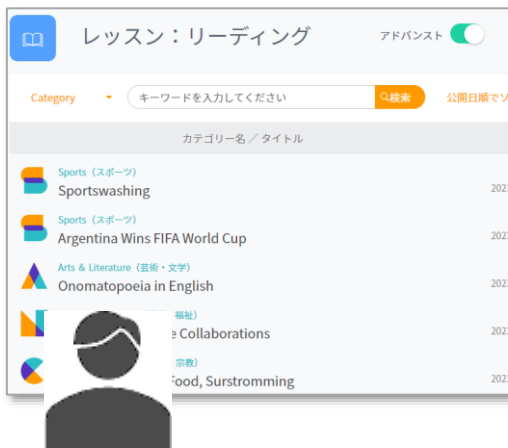 レッスン：リーディング
アドバンスト
Category
キーワードを入力してください
検索
公開日順で
カテゴリー名／タイトル
Sports（スポーツ）
Sportswashing
Sports（スポーツ）
Argentina Wins FIFA World Cup
Arts & Literature（芸術・文学）
Onomatopoeia in English
福祉）
Collaborations
宗教）
Food, Surstromming